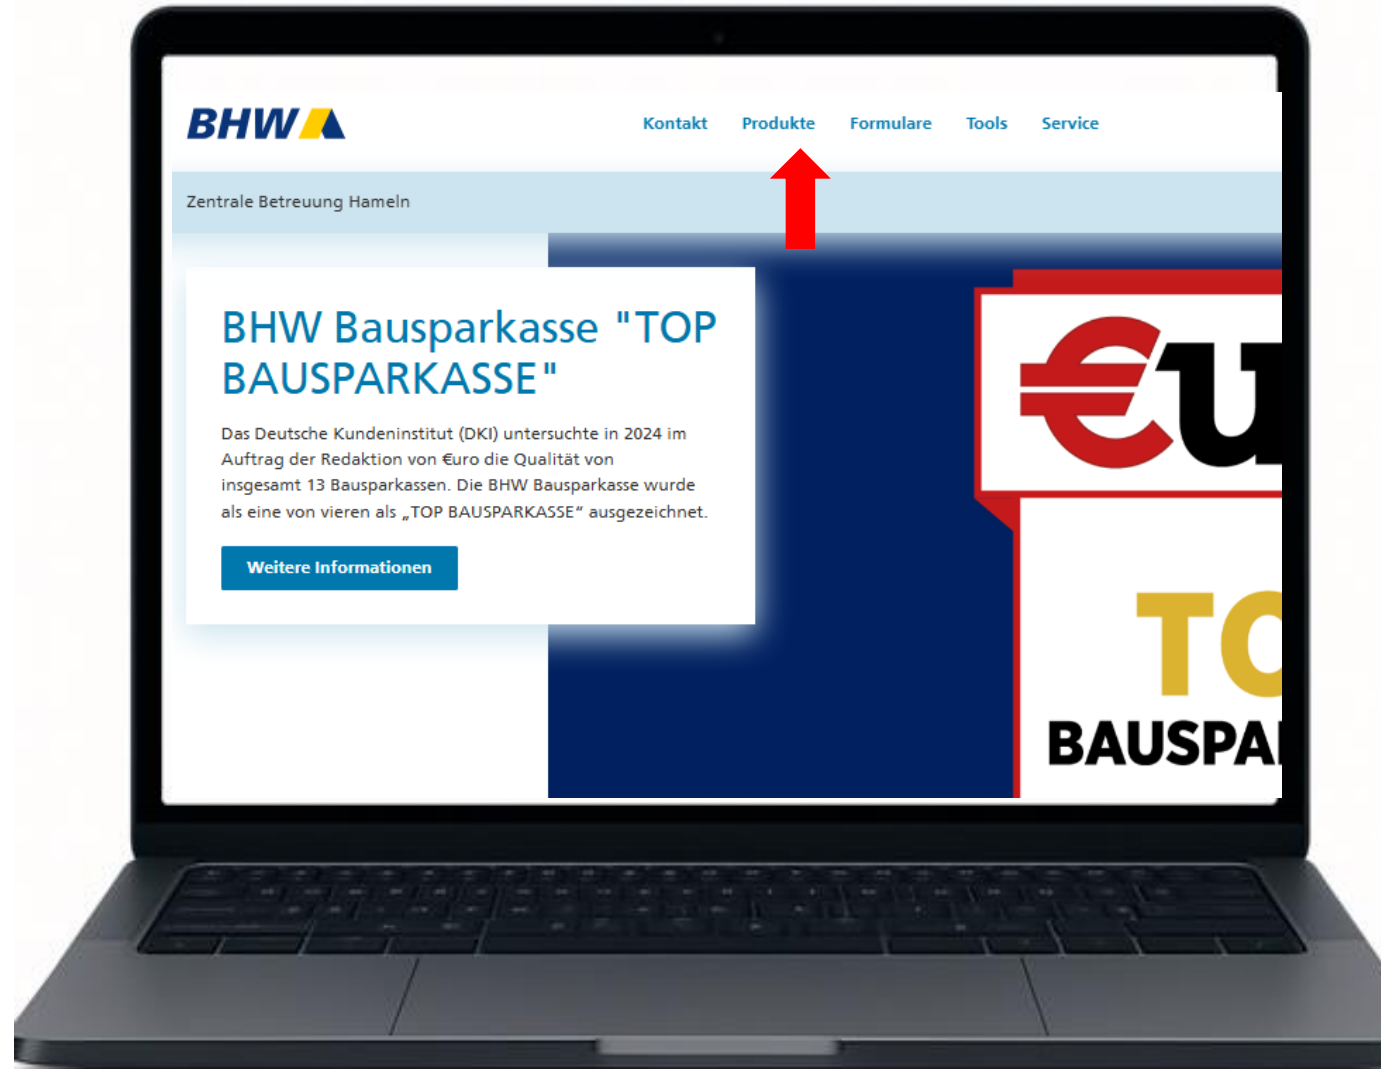 BHW
Kontakt Produkte Formulare Tools Service
Zentrale Betreuung Hameln
BHW Bausparkasse "TOP
BAUSPARKASSE"
Das Deutsche Kundeninstitut (DKI) untersuchte in 2024 im
Auftrag der Redaktion von €uro die Qualität von
insgesamt 13 Bausparkassen. Die BHW Bausparkasse wurde
als eine von vieren als „TOP BAUSPARKASSE“ ausgezeichnet.
Weitere Informationen
€u
TO
BAUSPA